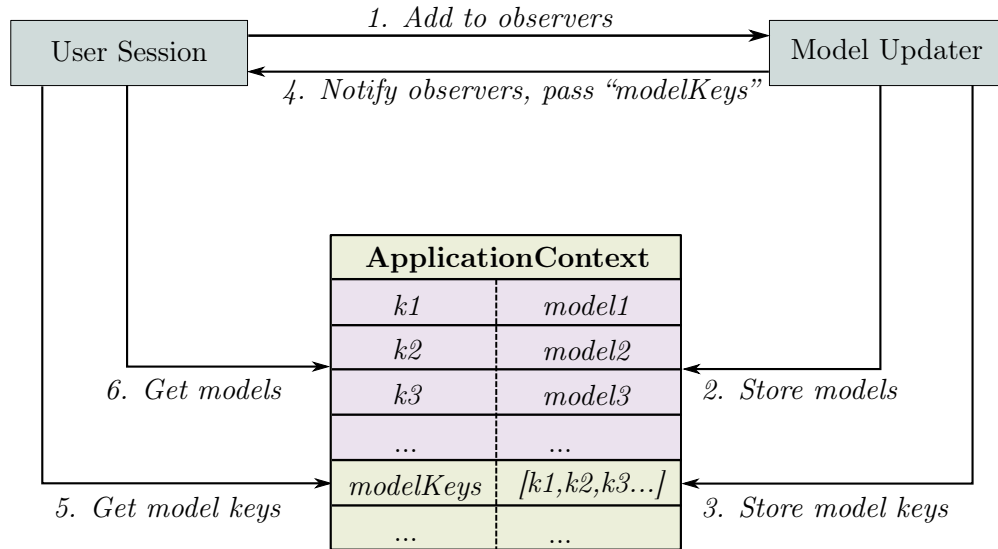 1. Add to observers
User Session
Model Updater
4. Notify observers, pass “modelKeys”
ApplicationContext
k1 model1
k2 model2
6. Get models
2. Store models
k3 model3
... ...
modelKeys [k1,k2,k3...]
5. Get model keys
3. Store model keys
... ...